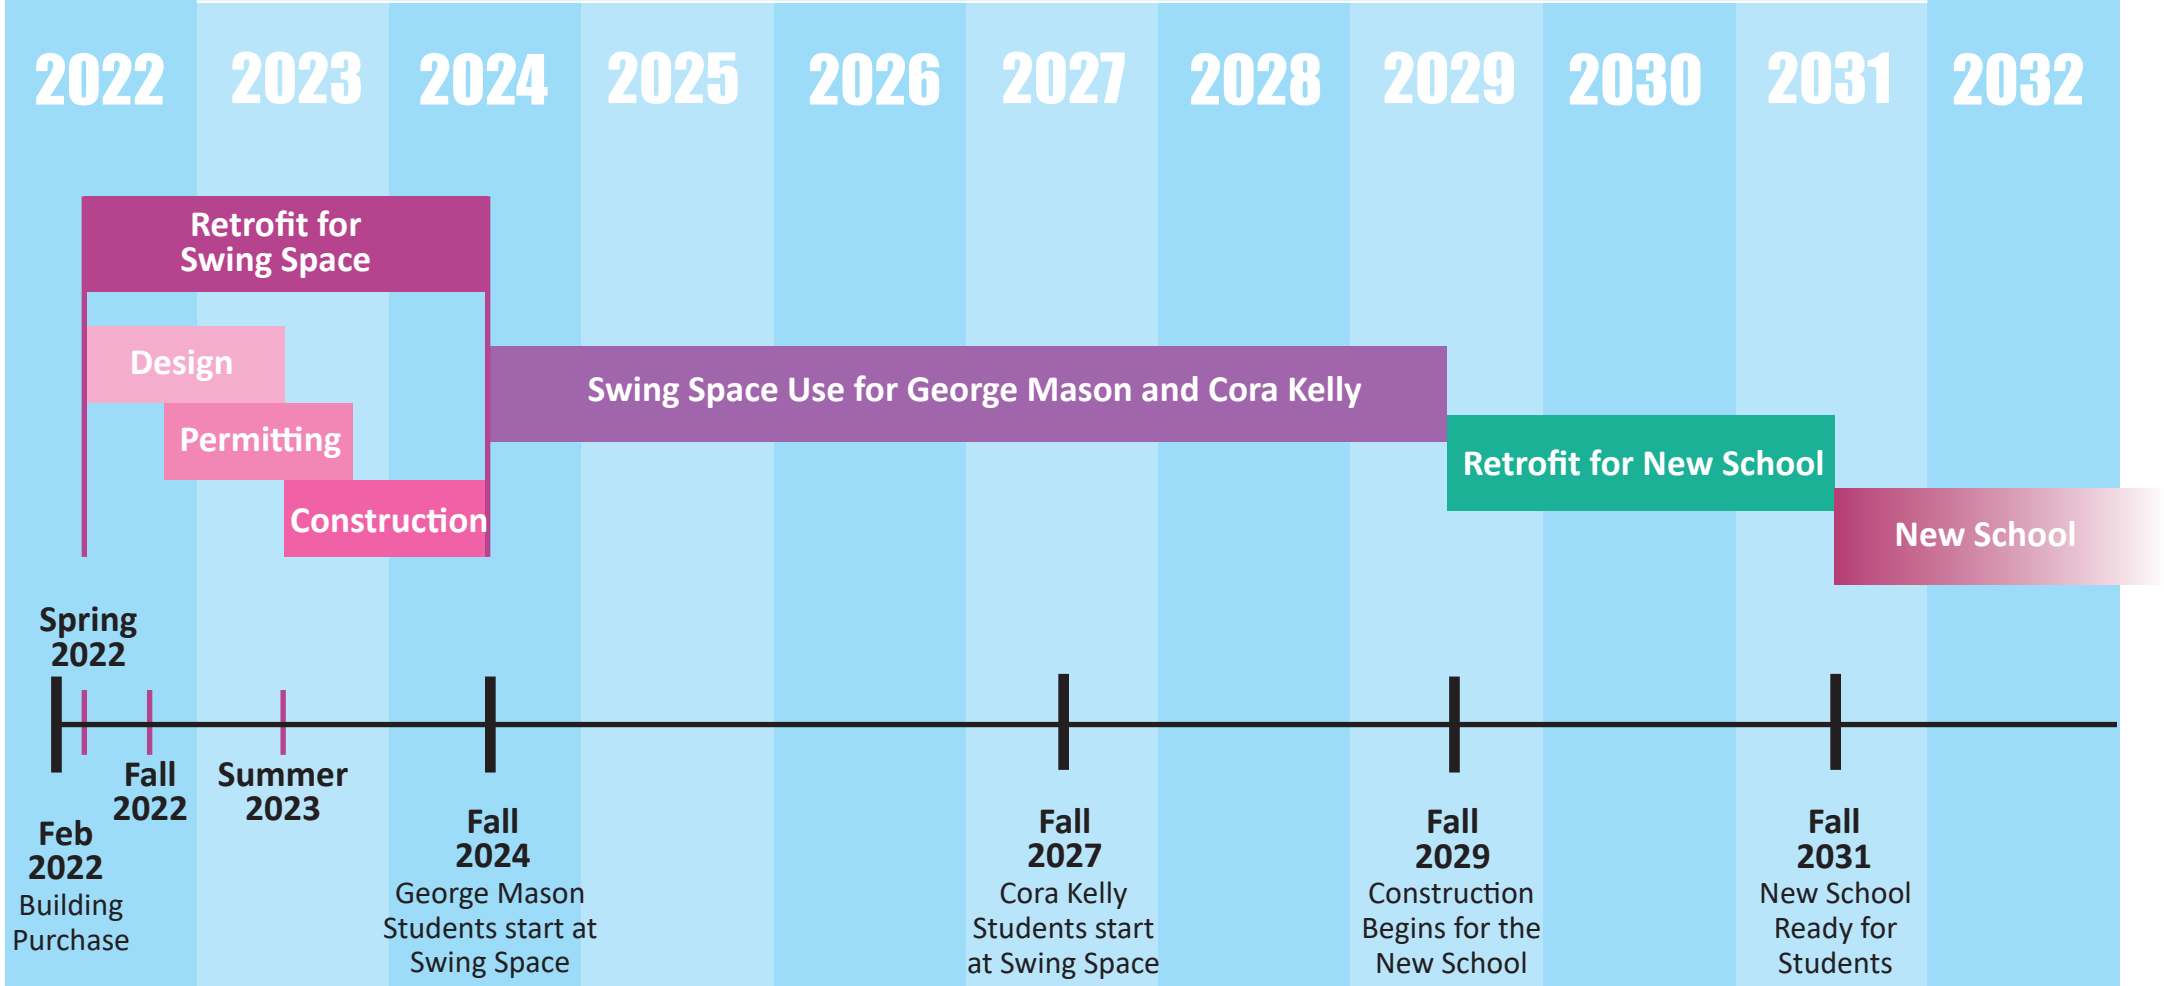 2022 2023 2024 2025 2026 2027 2028 2029 2030 2031 2032
Retrofit for
Swing Space
Design
Permitting
Construction
Swing Space Use for George Mason and Cora Kelly
Retrofit for New School
New School
Spring
2022
Feb
2022
Building
Purchase
Fall
2022
Summer
2023
Fall
2024
George Mason
Students start at
Swing Space
Fall
2027
Cora Kelly
Students start
at Swing Space
Fall
2029
Construction
Begins for the
New School
Fall
2031
New School
Ready for
Students